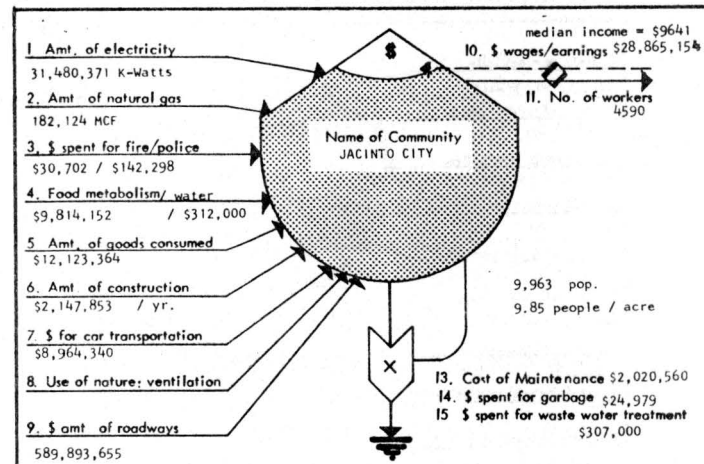 1 Amt. of electricity
31,480,371 K-Watts
2. Amt of natural gas
182,124 MCF
3. $ spent for fire/police
$30,702 / $142,298
4. Food metabolism/ water
$9,814,152 / $312,000
5 Amt. of goods consumed
$12,123,364
6. Amt of construction
$2,147,853 / yr.
7. $ for car transportation
$8,964,340
8. Use of nature: ventilation
9. $ amt of roadways
589,893,655
$
Name of Community
JACINTO CITY
X
median income = $9641
10. $ wages/earnings $28,865,154
11. No. of workers
4590
9,963 pop.
9.85 people / acre
13. Cost of Maintenance $2,020,560
14. $ spent for garbage $24,979
15 $ spent for waste water treatment
$307,000